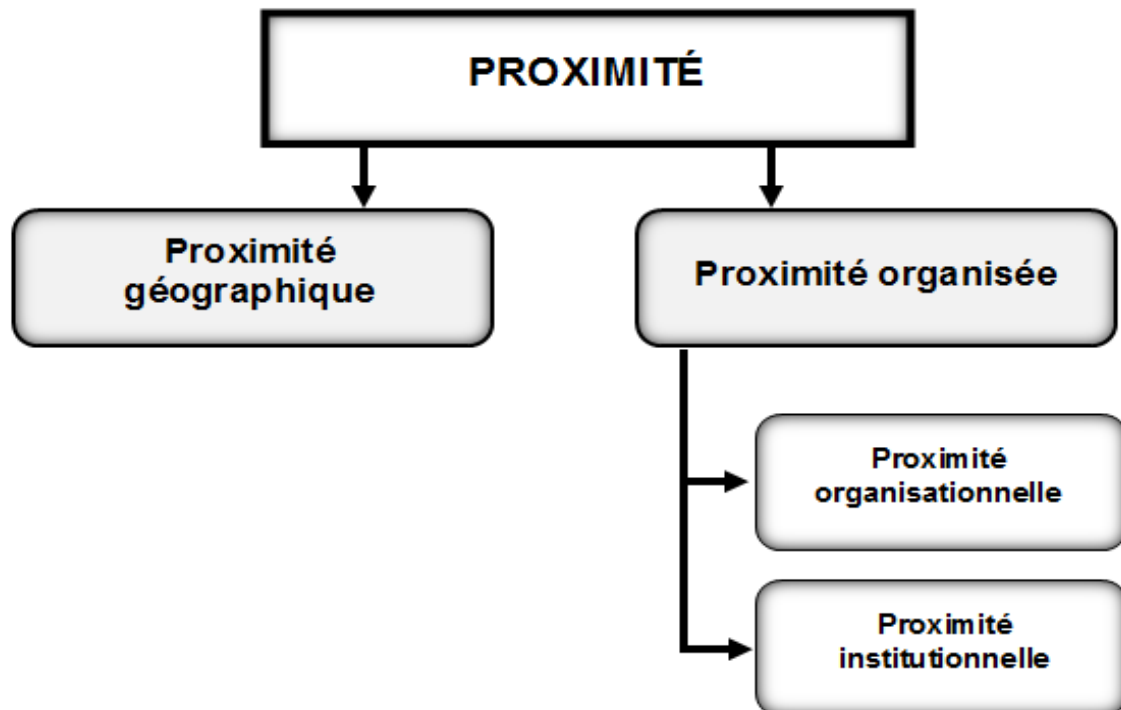 PROXIMITÉ
Proximité
géographique
Proximité organisée
Proximité
organisationnelle
Proximité
institutionnelle